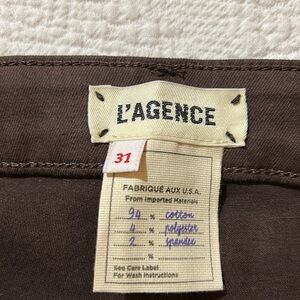 L'AGENCE
31
FABRIQUÉ AUX U.S.A.
From Imported Materials
94 % cotton
4 % polyester
2 % spandex
%
See Care Label
For Wash Instructions